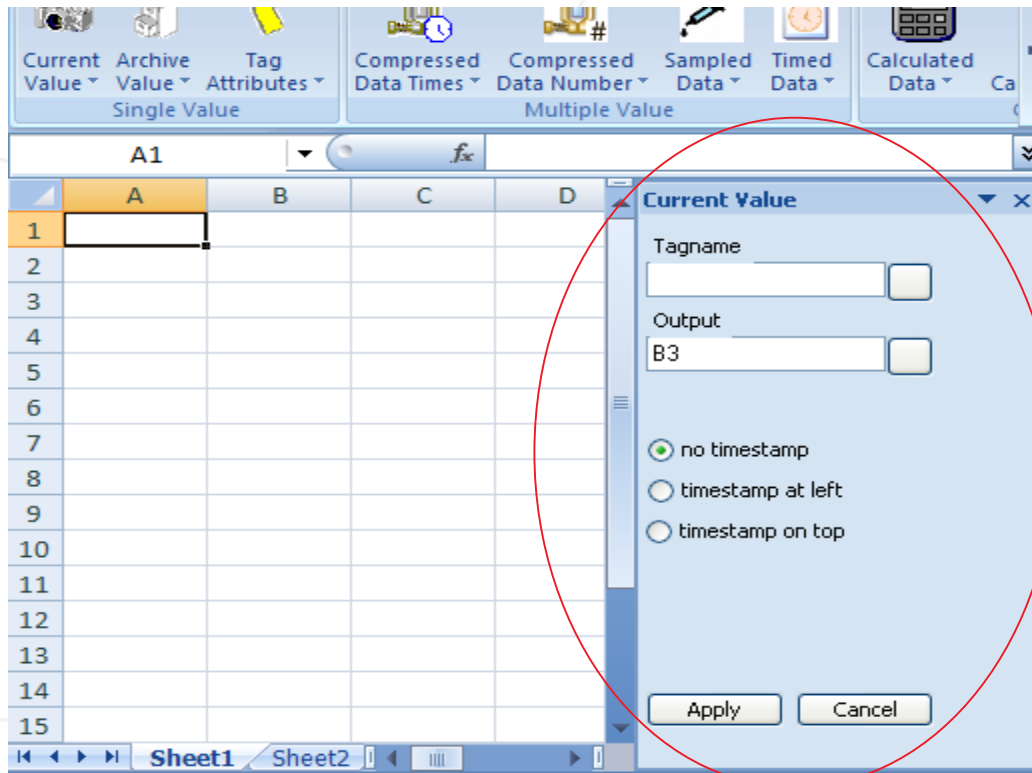 Current Archive Tag Compressed Compressed Sampled Timed Calculated
Value Value Attributes Data Times Data Number Data Data Data Ca
Single Value Multiple Value
A1 fx
A B C D
Current Value
Tagname
Output
B3
no timestamp
timestamp at left
timestamp on top
Apply Cancel
1
2
3
4
5
6
7
8
9
10
11
12
13
14
15
Sheet1 Sheet2
#